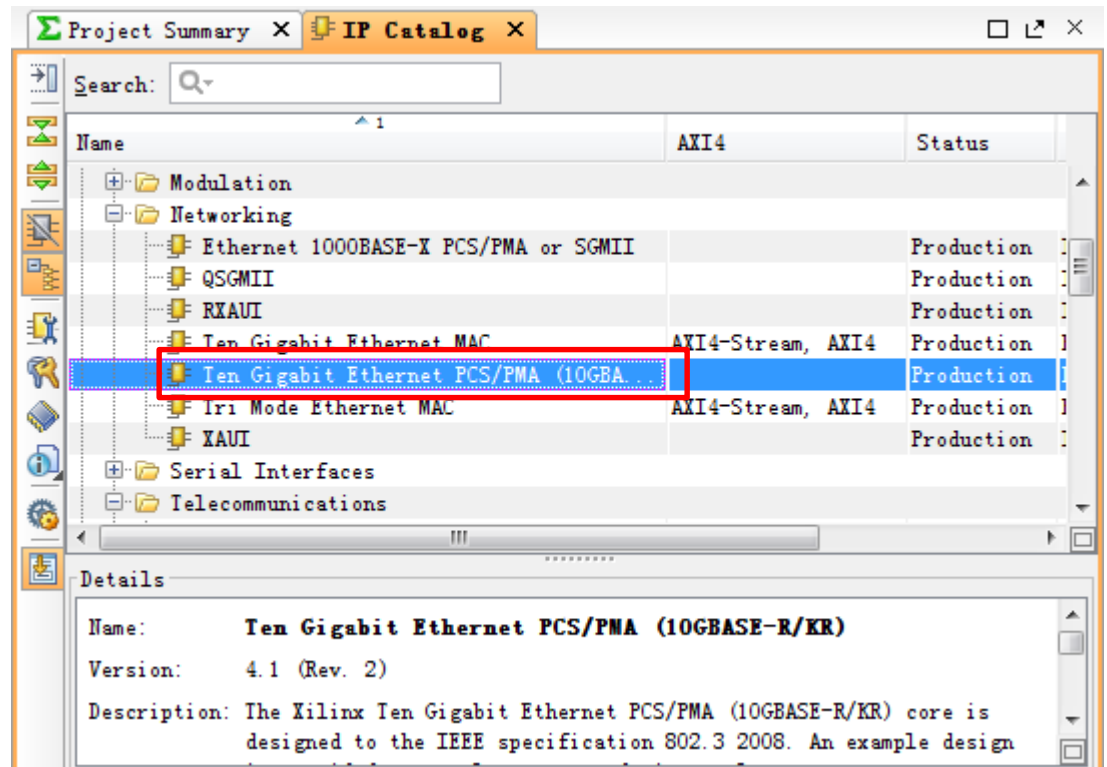 Project Summary X IP Catalog X
Search:
1
Name AXI4 Status
Modulation
Networking
Ethernet 1000BASE-X PCS/PMA or SGMII Production
QSGMII Production
RXAUI Production
Ten Gigabit Ethernet MAC AXI4-Stream, AXI4 Production
Ten Gigabit Ethernet PCS/PMA (10GBA... Production
Tri Mode Ethernet MAC AXI4-Stream, AXI4 Production
XAUI Production
Serial Interfaces
Telecommunications
Details
Name: Ten Gigabit Ethernet PCS/PMA (10GBASE-R/KR)
Version: 4.1 (Rev. 2)
Description: The Xilinx Ten Gigabit Ethernet PCS/PMA (10GBASE-R/KR) core is
designed to the IEEE specification 802.3 2008. An example design